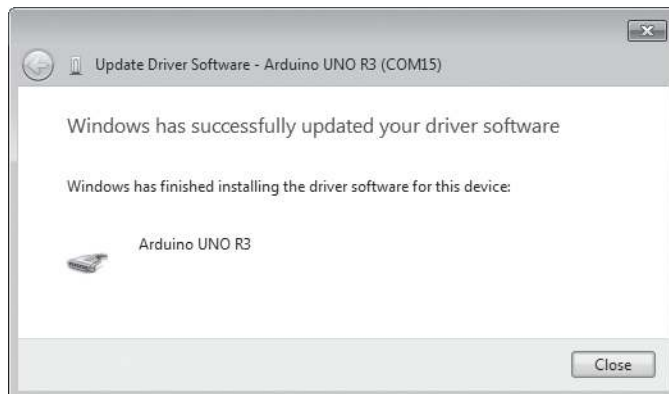 Update Driver Software - Arduino UNO R3 (COM15)
Windows has successfully updated your driver software
Windows has finished installing the driver software for this device:
Arduino UNO R3
Close